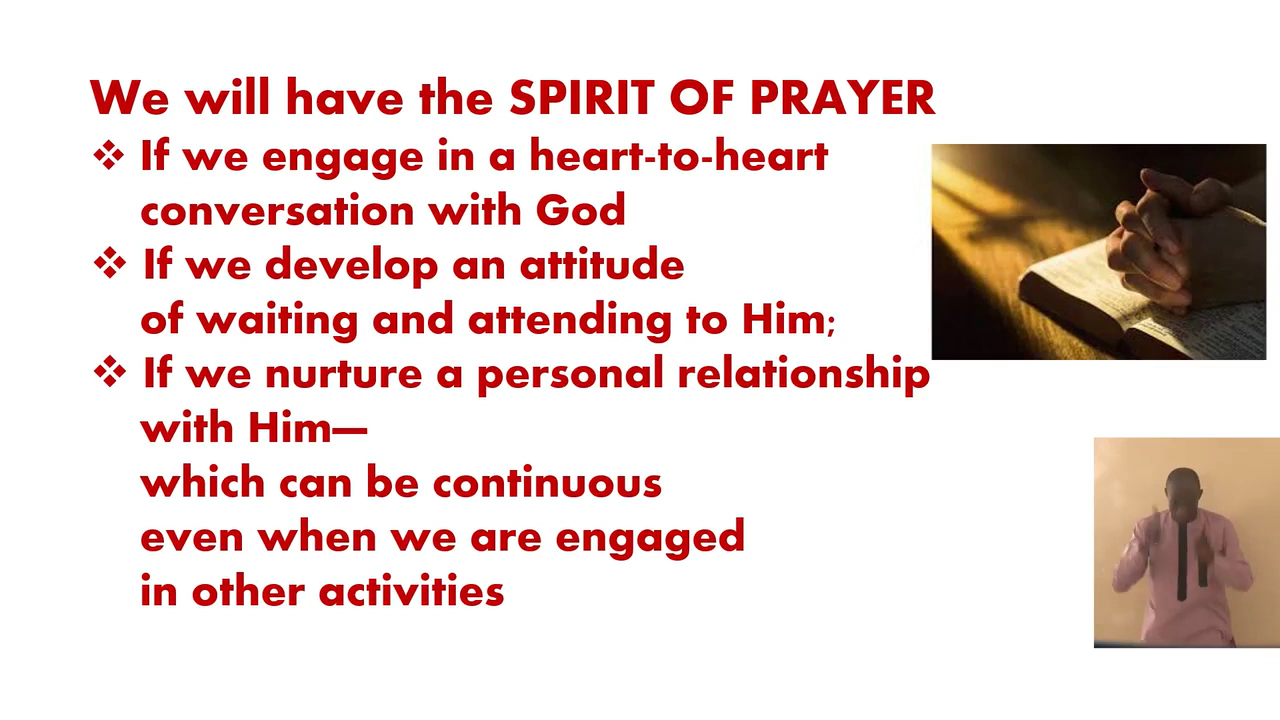 We will have the SPIRIT OF PRAYER
❖ If we engage in a heart-to-heart
conversation with God
❖ If we develop an attitude
of waiting and attending to Him;
❖ If we nurture a personal relationship
with Him—
which can be continuous
even when we are engaged
in other activities